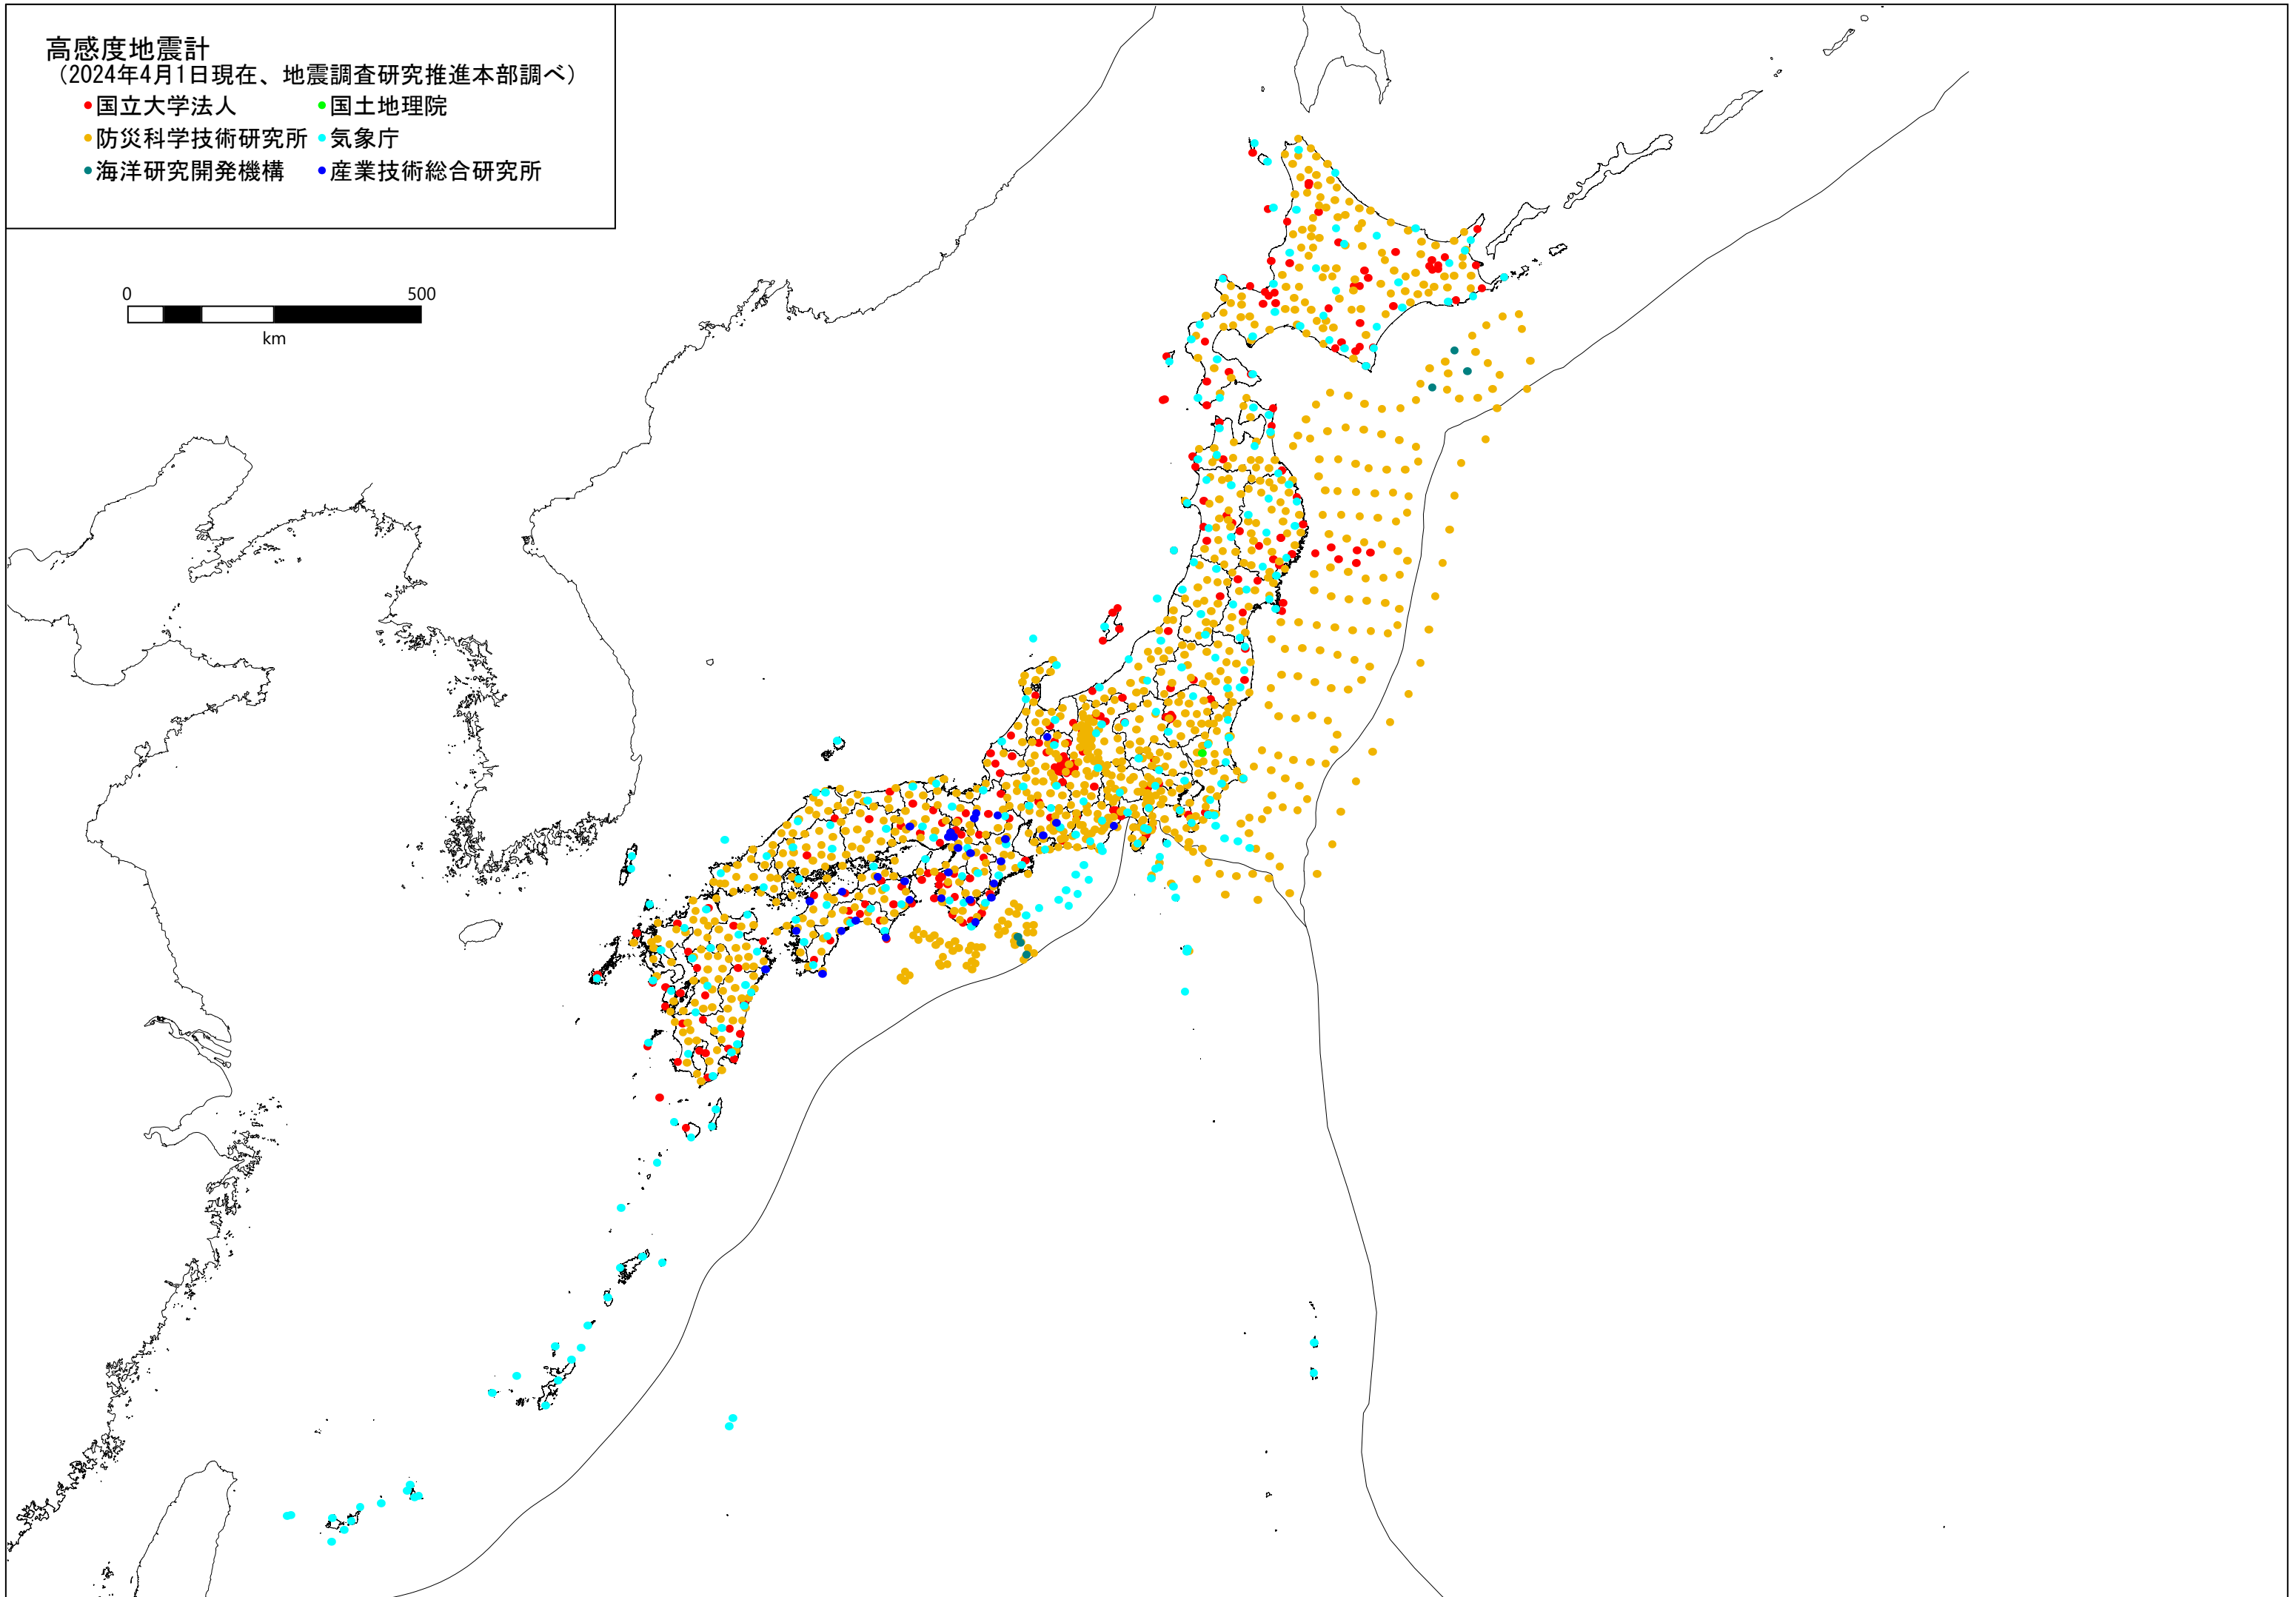 高感度地震計
（2024年4月1日現在、地震調査研究推進本部調べ）
国立大学法人 国土地理院
防災科学技術研究所 気象庁
海洋研究開発機構 産業技術総合研究所
0 500
km